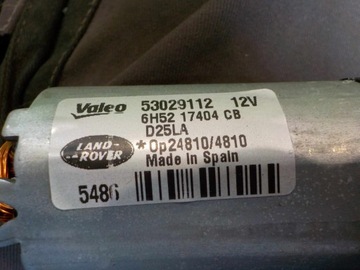 Valeo 53029112 12V
6H52 17404 CB
D25LA
LAND ROVER *Op24810/4810
Made In Spain
5486